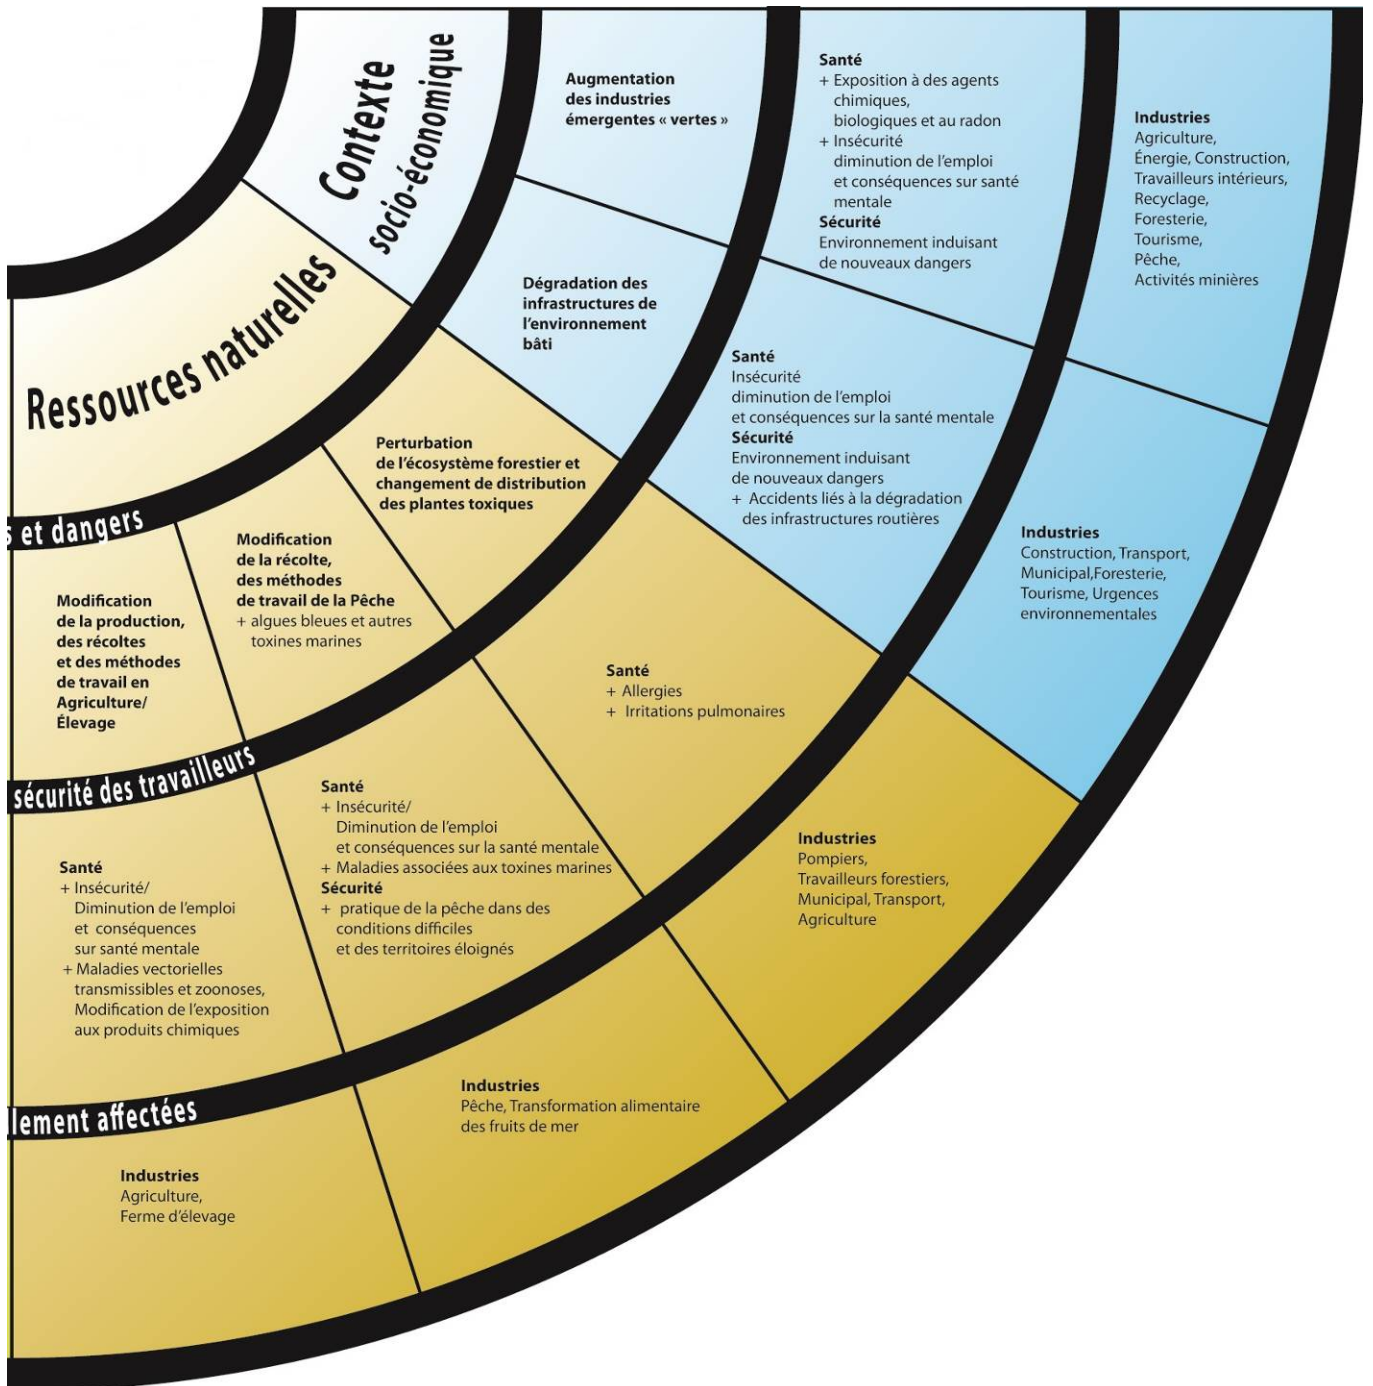 Contexte
socio-économique
Augmentation
des industries
émergentes « vertes »
Santé
+ Exposition à des agents
chimiques,
biologiques et au radon
+ Insécurité
diminution de l'emploi
et conséquences sur santé
mentale
Sécurité
Environnement induisant
de nouveaux dangers
Industries
Agriculture,
Énergie, Construction,
Travailleurs intérieurs,
Recyclage,
Foresterie,
Tourisme,
Pêche,
Activités minières
Dégradation des
infrastructures de
l'environnement
bâti
Santé
Insécurité
diminution de l'emploi
et conséquences sur la santé mentale
Sécurité
Environnement induisant
de nouveaux dangers
+ Accidents liés à la dégradation
des infrastructures routières
Industries
Construction, Transport,
Municipal,Foresterie,
Tourisme, Urgences
environnementales
Ressources naturelles
Perturbation
de l'écosystème forestier et
changement de distribution
des plantes toxiques
Santé
+ Allergies
+ Irritations pulmonaires
Industries
Pompiers,
Travailleurs forestiers,
Municipal, Transport,
Agriculture
Modification
de la récolte,
des méthodes
de travail de la Pêche
+ algues bleues et autres
toxines marines
Santé
+ Insécurité/
Diminution de l'emploi
et conséquences sur la santé mentale
+ Maladies associées aux toxines marines
Sécurité
+ pratique de la pêche dans des
conditions difficiles
et des territoires éloignés
Industries
Pêche, Transformation alimentaire
des fruits de mer
s et dangers
Modification
de la production,
des récoltes
et des méthodes
de travail en
Agriculture/
Élevage
sécurité des travailleurs
Santé
+ Insécurité/
Diminution de l'emploi
et conséquences
sur santé mentale
+ Maladies vectorielles
transmissibles et zoonoses,
Modification de l'exposition
aux produits chimiques
llement affectées
Industries
Agriculture,
Ferme d'élevage